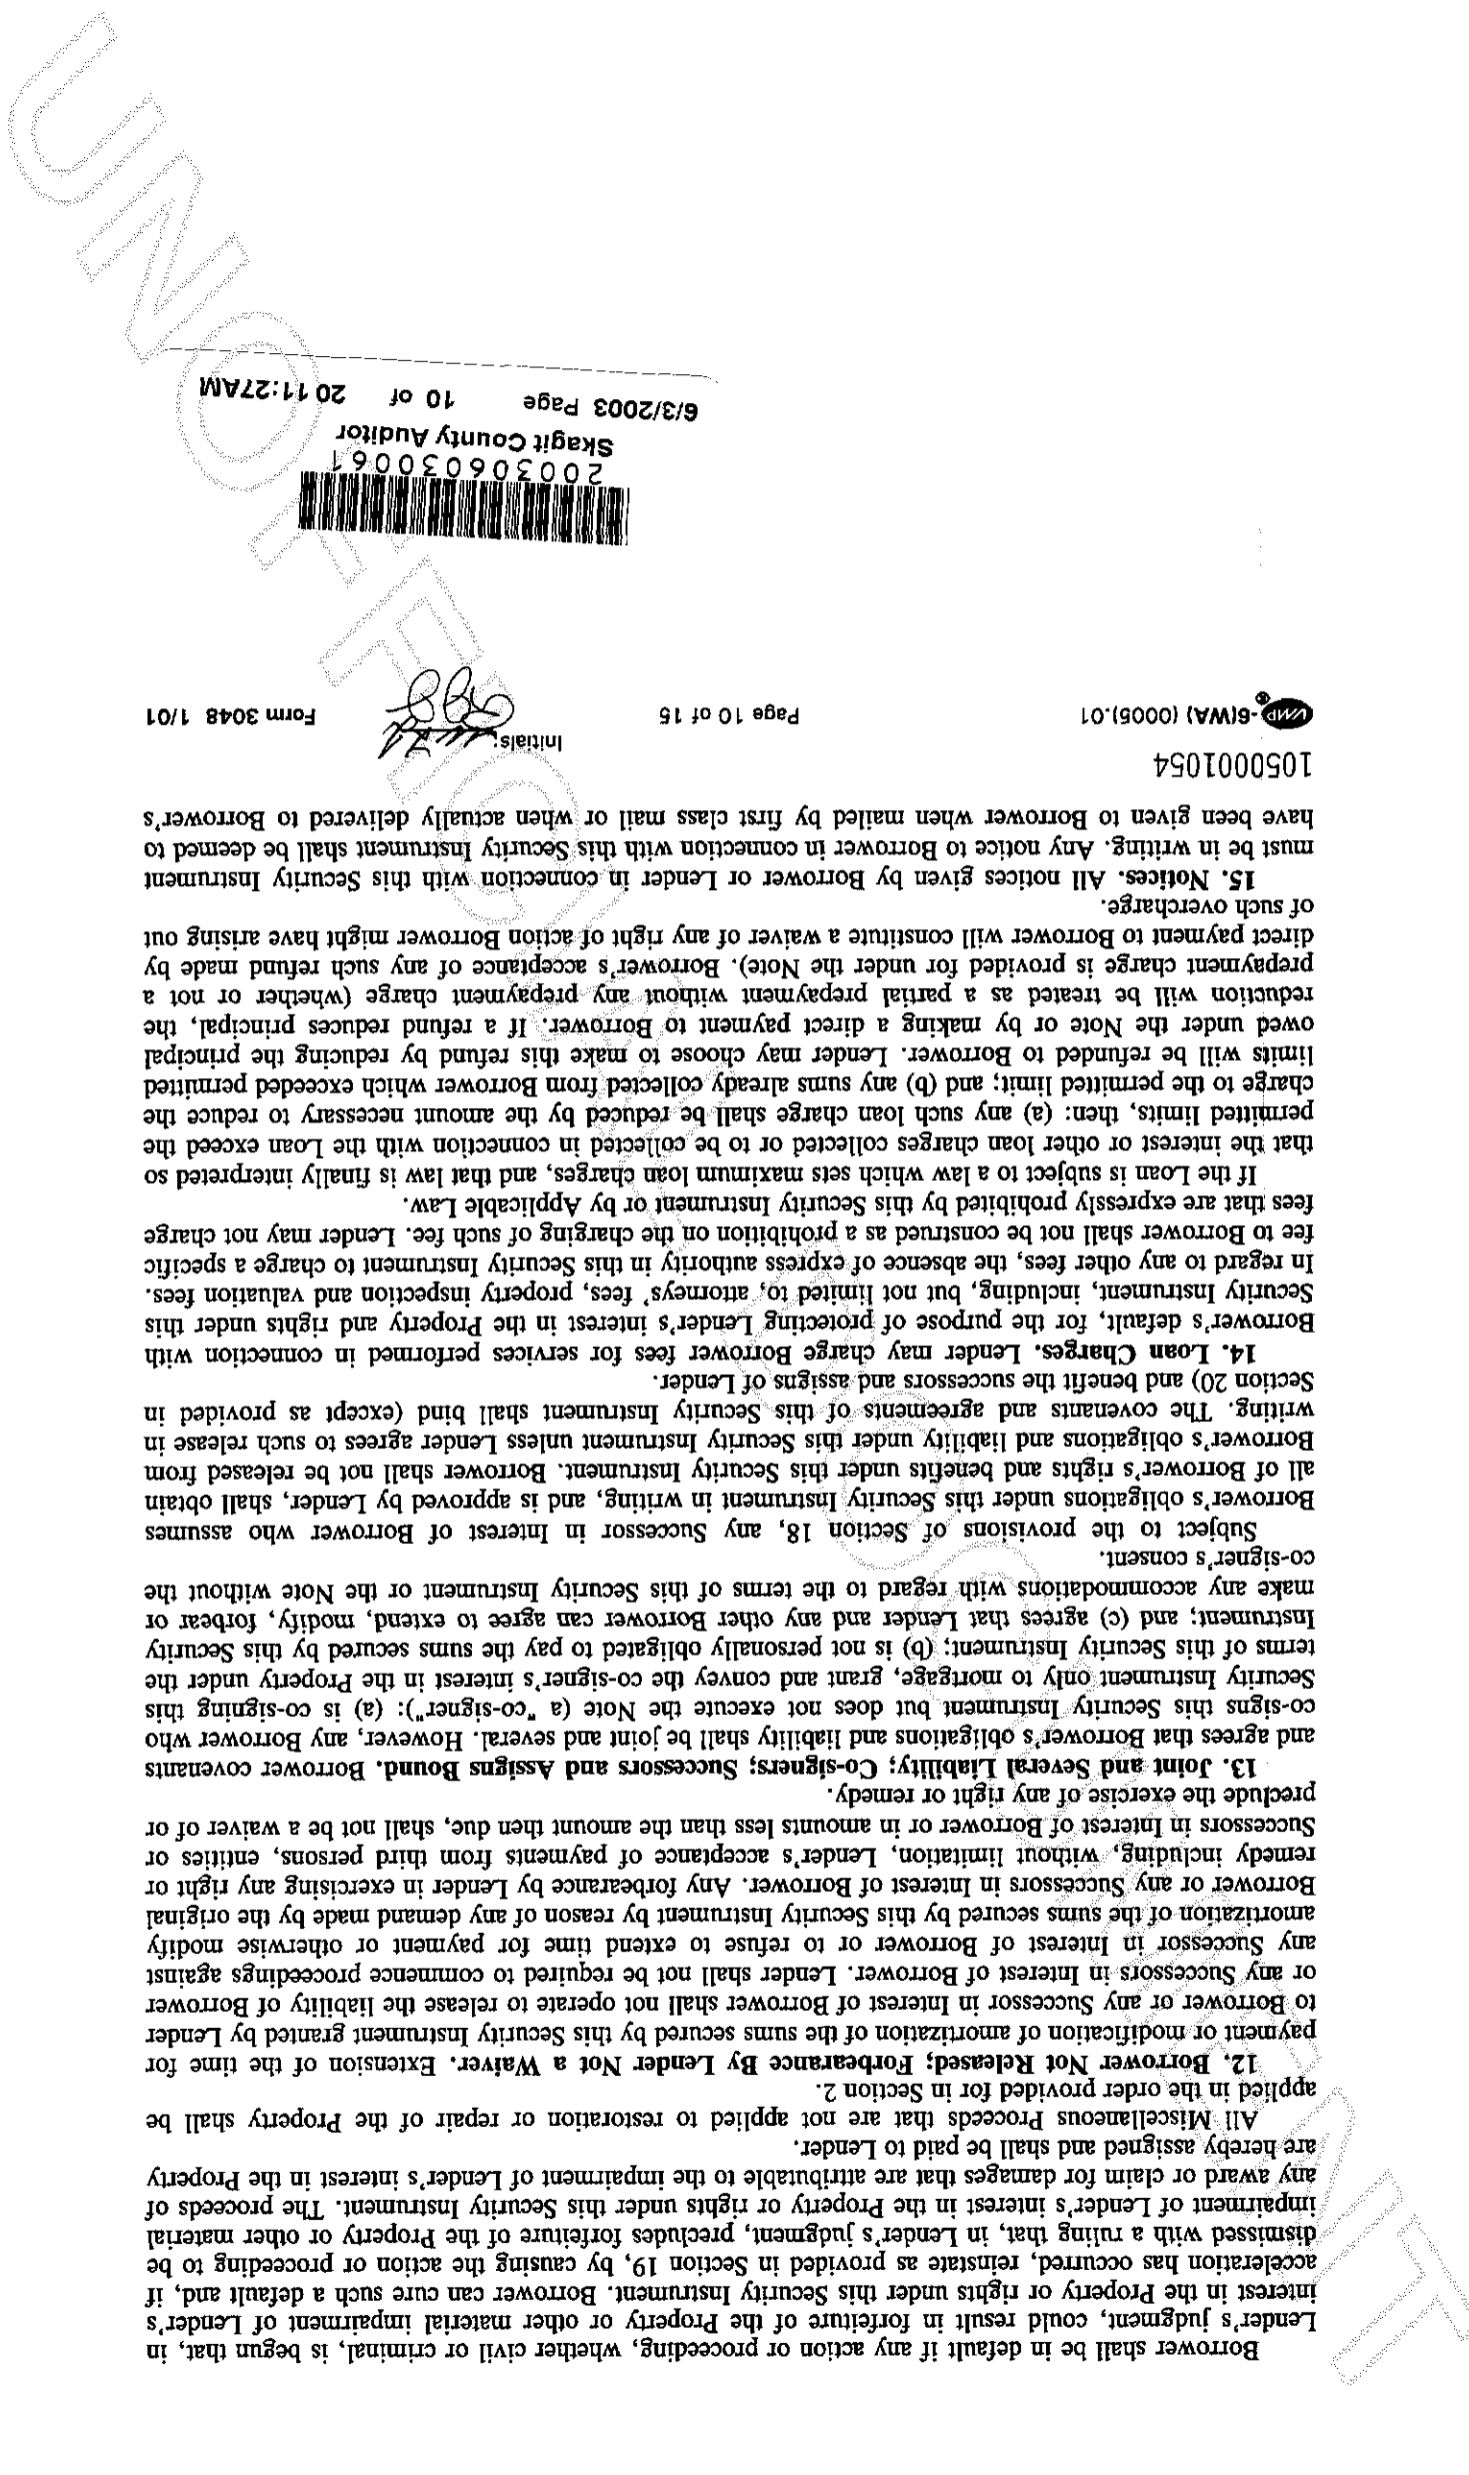 Borrower shall be in default if any action or proceeding, whether civil or criminal, is begun that, in
Lender's judgment, could result in forfeiture of the Property or other material impairment of Lender's
interest in the Property or rights under this Security Instrument. Borrower can cure such a default and, if
acceleration has occurred, reinstate as provided in Section 19, by causing the action or proceeding to be
dismissed with a ruling that, in Lender's judgment, precludes forfeiture of the Property or other material
impairment of Lender's interest in the Property or rights under this Security Instrument. The proceeds of
any award or claim for damages that are attributable to the impairment of Lender's interest in the Property
are hereby assigned and shall be paid to Lender.
All Miscellaneous Proceeds that are not applied to restoration or repair of the Property shall be
applied in the order provided for in Section 2.
12. Borrower Not Released; Forbearance By Lender Not a Waiver. Extension of the time for
payment or modification of amortization of the sums secured by this Security Instrument granted by Lender
to Borrower or any Successor in Interest of Borrower shall not operate to release the liability of Borrower
or any Successors in Interest of Borrower. Lender shall not be required to commence proceedings against
any Successor in Interest of Borrower or to refuse to extend time for payment or otherwise modify
amortization of the sums secured by this Security Instrument by reason of any demand made by the original
Borrower or any Successors in Interest of Borrower. Any forbearance by Lender in exercising any right or
remedy including, without limitation, Lender's acceptance of payments from third persons, entities or
Successors in Interest of Borrower or in amounts less than the amount then due, shall not be a waiver of or
preclude the exercise of any right or remedy.
13. Joint and Several Liability; Co-signers; Successors and Assigns Bound. Borrower covenants
and agrees that Borrower's obligations and liability shall be joint and several. However, any Borrower who
co-signs this Security Instrument but does not execute the Note (a "co-signer"): (a) is co-signing this
Security Instrument only to mortgage, grant and convey the co-signer's interest in the Property under the
terms of this Security Instrument; (b) is not personally obligated to pay the sums secured by this Security
Instrument; and (c) agrees that Lender and any other Borrower can agree to extend, modify, forbear or
make any accommodations with regard to the terms of this Security Instrument or the Note without the
co-signer's consent.
Subject to the provisions of Section 18, any Successor in Interest of Borrower who assumes
Borrower's obligations under this Security Instrument in writing, and is approved by Lender, shall obtain
all of Borrower's rights and benefits under this Security Instrument. Borrower shall not be released from
Borrower's obligations and liability under this Security Instrument unless Lender agrees to such release in
writing. The covenants and agreements of this Security Instrument shall bind (except as provided in
Section 20) and benefit the successors and assigns of Lender.
14. Loan Charges. Lender may charge Borrower fees for services performed in connection with
Borrower's default, for the purpose of protecting Lender's interest in the Property and rights under this
Security Instrument, including, but not limited to, attorneys' fees, property inspection and valuation fees.
In regard to any other fees, the absence of express authority in this Security Instrument to charge a specific
fee to Borrower shall not be construed as a prohibition on the charging of such fee. Lender may not charge
fees that are expressly prohibited by this Security Instrument or by Applicable Law.
If the Loan is subject to a law which sets maximum loan charges, and that law is finally interpreted so
that the interest or other loan charges collected or to be collected in connection with the Loan exceed the
permitted limits, then: (a) any such loan charge shall be reduced by the amount necessary to reduce the
charge to the permitted limit; and (b) any sums already collected from Borrower which exceeded permitted
limits will be refunded to Borrower. Lender may choose to make this refund by reducing the principal
owed under the Note or by making a direct payment to Borrower. If a refund reduces principal, the
reduction will be treated as a partial prepayment without any prepayment charge (whether or not a
prepayment charge is provided for under the Note). Borrower's acceptance of any such refund made by
direct payment to Borrower will constitute a waiver of any right of action Borrower might have arising out
of such overcharge.
15. Notices. All notices given by Borrower or Lender in connection with this Security Instrument
must be in writing. Any notice to Borrower in connection with this Security Instrument shall be deemed to
have been given to Borrower when mailed by first class mail or when actually delivered to Borrower's
1050001054
Initials:
VMP®-6(WA) (0005).01 Page 10 of 15 Form 3048 1/01
200306030061
Skagit County Auditor
6/3/2003 Page 10 of 20 11:27AM
UNOFFICIAL DOCUMENT